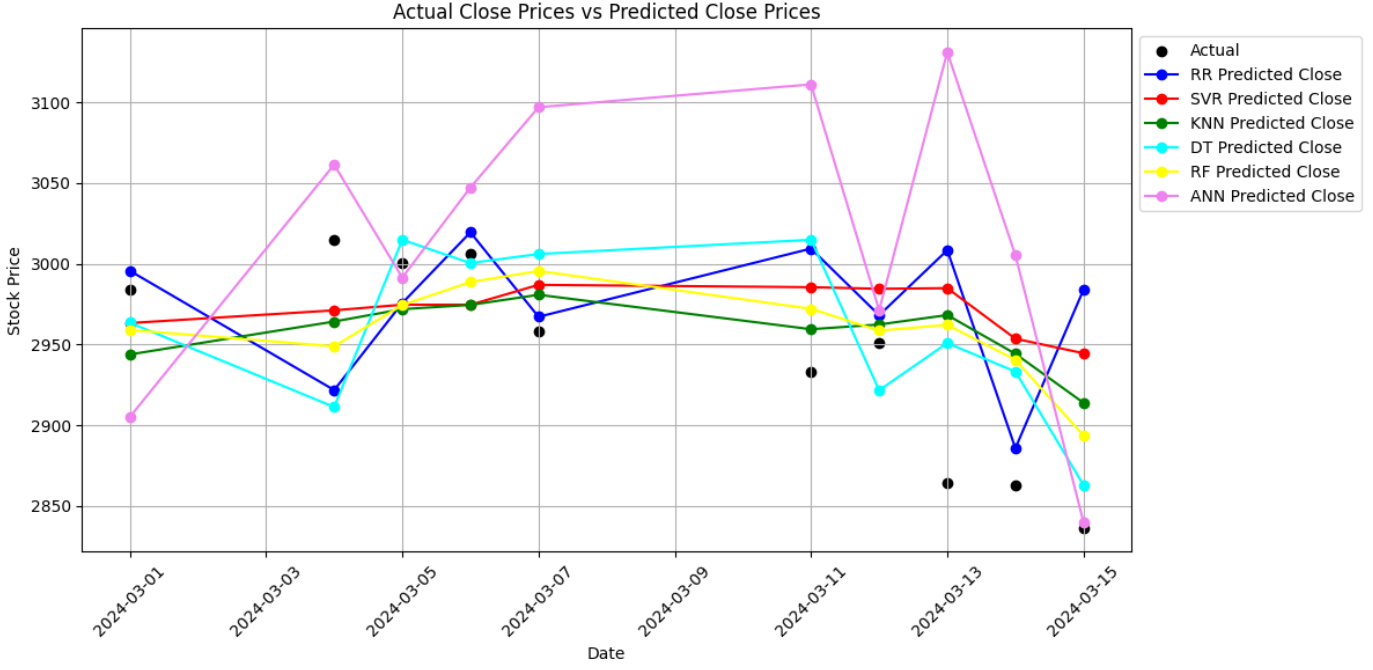 Actual Close Prices vs Predicted Close Prices
Actual
RR Predicted Close
SVR Predicted Close
KNN Predicted Close
DT Predicted Close
RF Predicted Close
ANN Predicted Close
Stock Price
3100
3050
3000
2950
2900
2850
2024-03-01
2024-03-03
2024-03-05
2024-03-07
2024-03-09
2024-03-11
2024-03-13
2024-03-15
Date